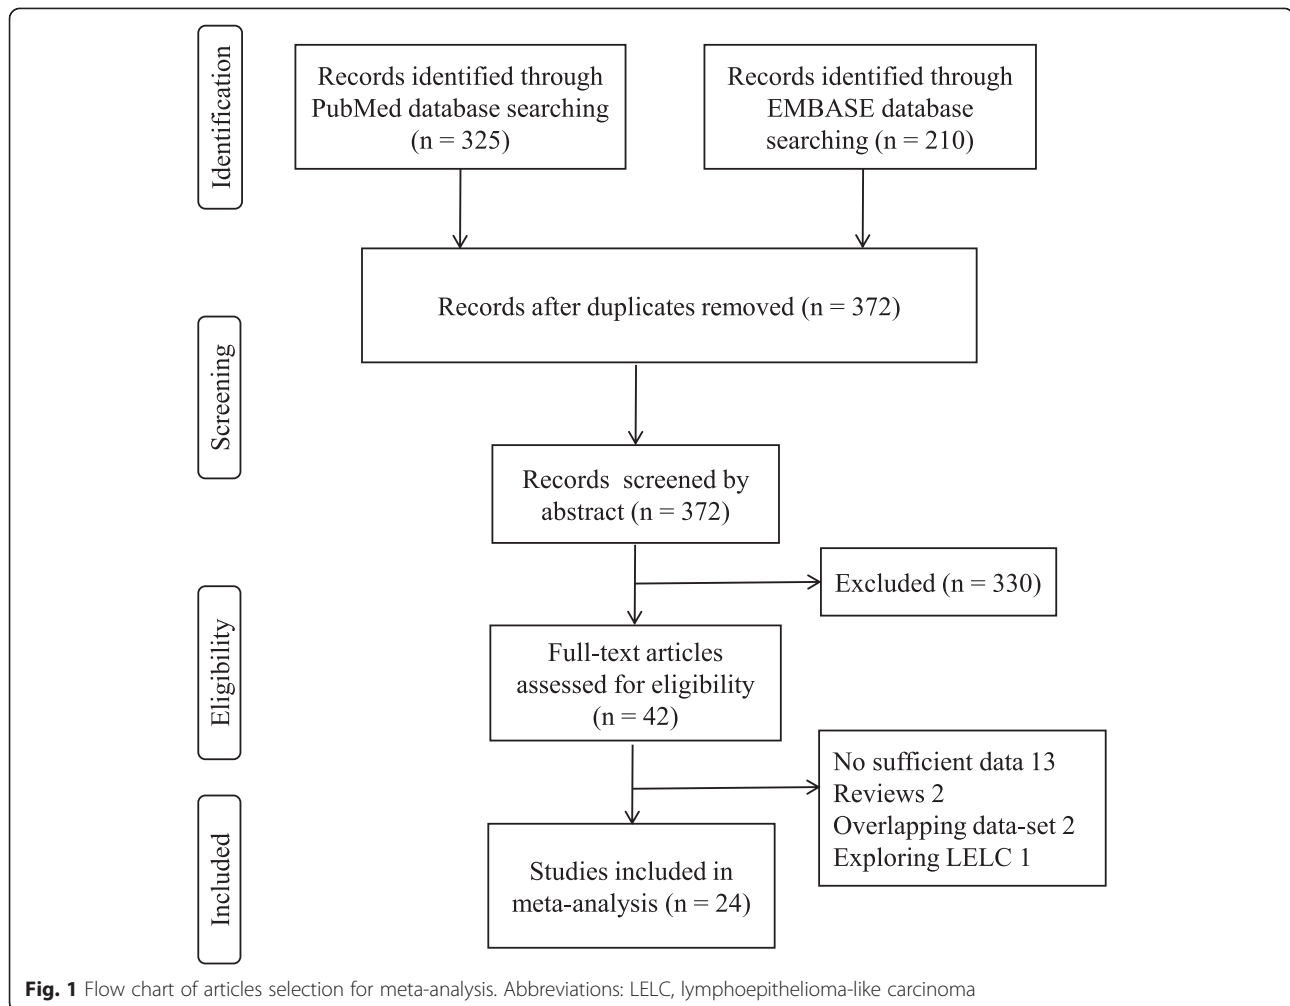 Identification
Records identified through
PubMed database searching
(n = 325)
Records identified through
EMBASE database
searching (n = 210)
Screening
Records after duplicates removed (n = 372)
Records screened by
abstract (n = 372)
Excluded (n = 330)
Eligibility
Full-text articles
assessed for eligibility
(n = 42)
No sufficient data 13
Reviews 2
Overlapping data-set 2
Exploring LELC 1
Included
Studies included in
meta-analysis (n = 24)
Fig. 1 Flow chart of articles selection for meta-analysis. Abbreviations: LELC, lymphoepithelioma-like carcinoma